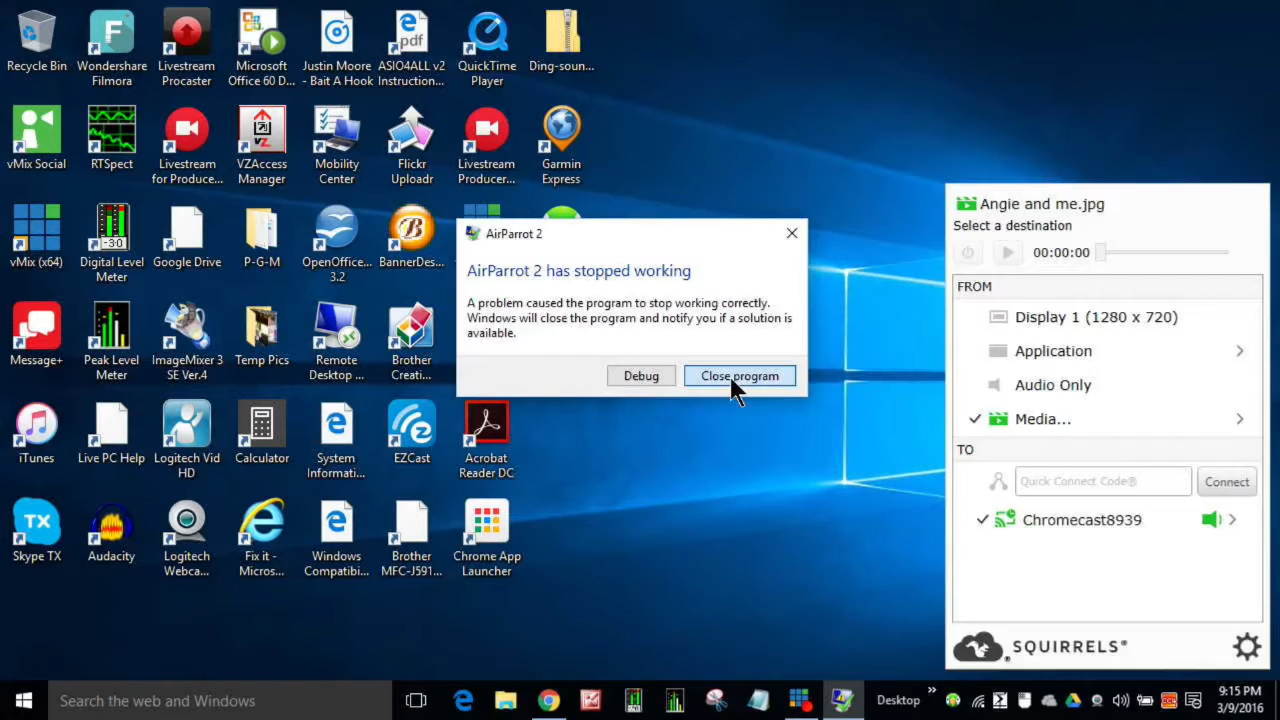 Recycle Bin
Wondershare
Filmora
Livestream
Procaster
Microsoft
Office 60 D...
Justin Moore
- Bait A Hook
pdf
ASIO4ALL v2
Instruction...
QuickTime
Player
Ding-soun...
vMix Social
RTSpect
Livestream
for Produce...
VZ
VZAccess
Manager
Mobility
Center
Flickr
Uploadr
Livestream
Producer...
Garmin
Express
vMix (x64)
-30
Digital Level
Meter
Google Drive
P-G-M
OpenOffice...
3.2
BannerDes...
Message+
Peak Level
Meter
ImageMixer 3
SE Ver.4
Temp Pics
Remote
Desktop ...
Brother
Creati...
iTunes
Live PC Help
Logitech Vid
HD
Calculator
System
Informati...
EZCast
Acrobat
Reader DC
TX
Skype TX
Audacity
Logitech
Webca...
Fix it -
Micros...
Windows
Compatibi...
Brother
MFC-J591...
Chrome App
Launcher
AirParrot 2
AirParrot 2 has stopped working
A problem caused the program to stop working correctly.
Windows will close the program and notify you if a solution is
available.
Debug
Close program
Angie and me.jpg
Select a destination
00:00:00
FROM
Display 1 (1280 x 720)
Application
Audio Only
Media...
TO
Quick Connect Code®
Connect
Chromecast8939
SQUIRRELS®
Search the web and Windows
Desktop
9:15 PM
3/9/2016